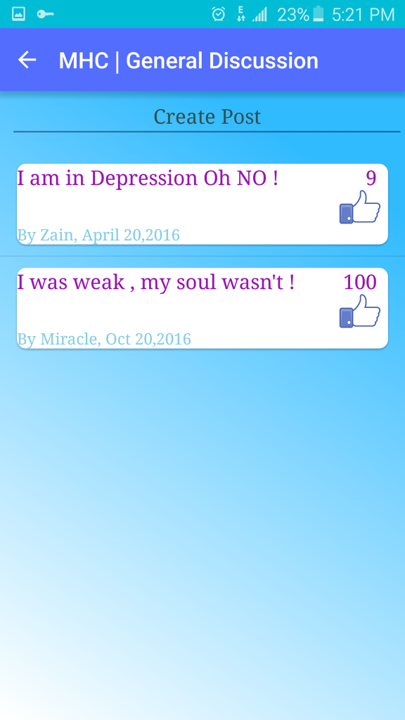 E 23% 5:21 PM
MHC | General Discussion
Create Post
I am in Depression Oh NO ! 9
By Zain, April 20,2016
I was weak , my soul wasn't ! 100
By Miracle, Oct 20,2016